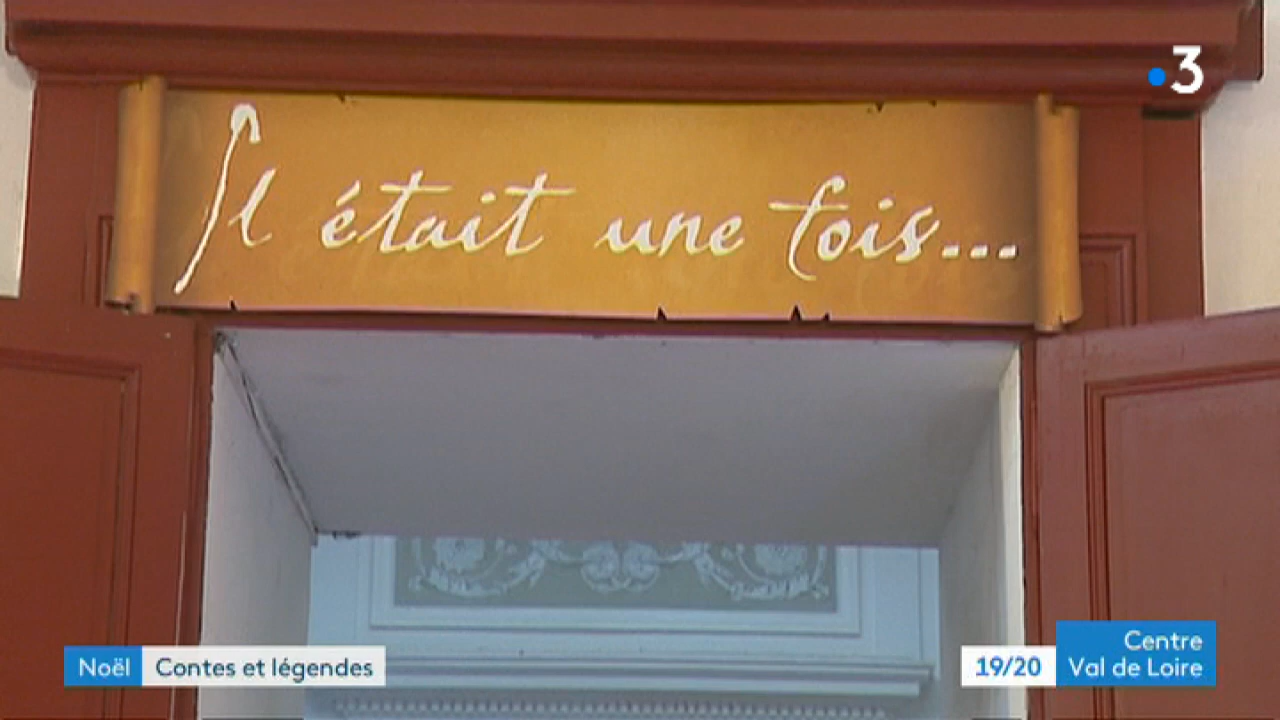 3
Il était une fois...
Noël Contes et légendes
19/20
Centre
Val de Loire